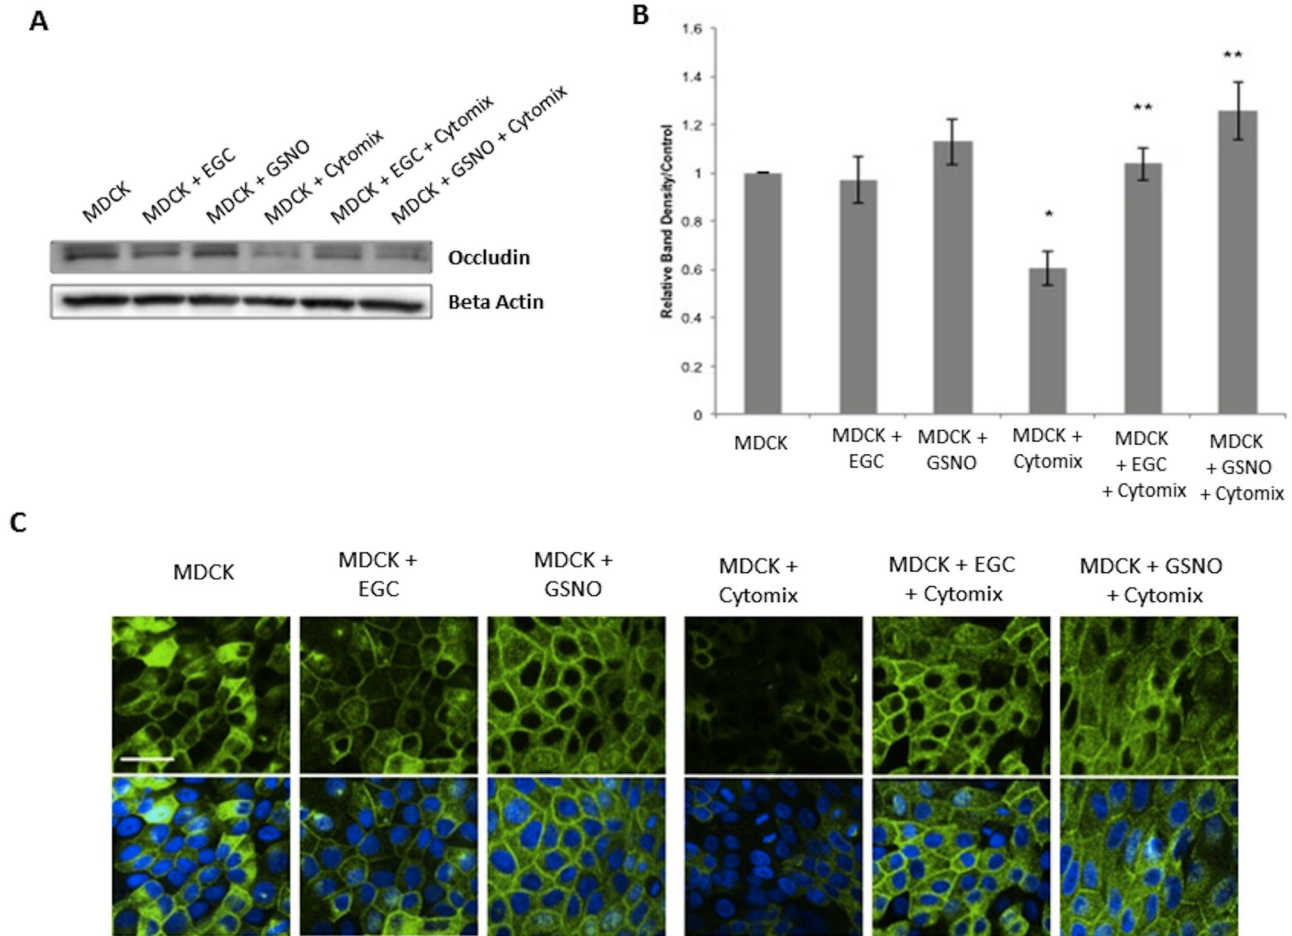 A
MDCK
MDCK + EGC
MDCK + GSNO
MDCK + Cytomix
MDCK + EGC + Cytomix
MDCK + GSNO + Cytomix
Occludin
Beta Actin
B
Relative Band Density/Control
1.6
1.4
1.2
1
0.8
0.6
0.4
0.2
0
*
**
**
MDCK
MDCK +
EGC
MDCK +
GSNO
MDCK +
Cytomix
MDCK
+ EGC
+ Cytomix
MDCK
+ GSNO
+ Cytomix
C
MDCK
MDCK +
EGC
MDCK +
GSNO
MDCK +
Cytomix
MDCK + EGC
+ Cytomix
MDCK + GSNO
+ Cytomix